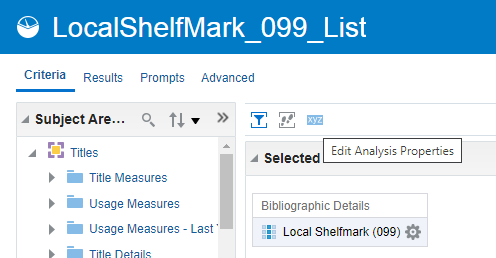 LocalShelfMark_099_List
Criteria Results Prompts Advanced
Subject Are...
Titles
Title Measures
Usage Measures
Usage Measures - Last
Title Details
xyz
Edit Analysis Properties
Selected
Bibliographic Details
Local Shelfmark (099)